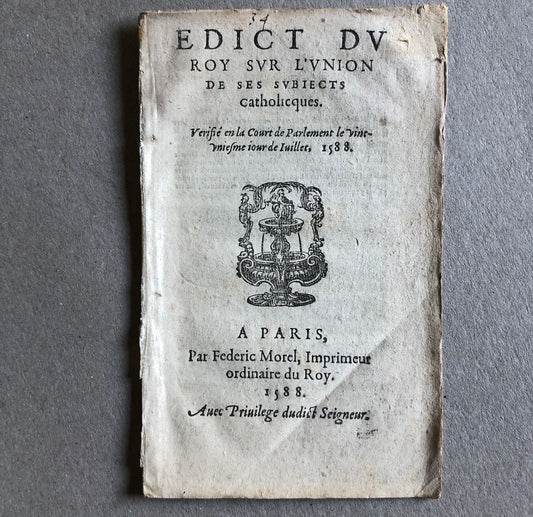 34
EDICT DV
ROY SVR L'VNION
DE SES SVBIECTS
Catholicques.
Verifié en la Court de Parlement le vint-
vniesme iour de Iuillet, 1588.
A PARIS,
Par Federic Morel, Imprimeur
ordinaire du Roy.
1588.
Auec Priuilege dudict Seigneur.